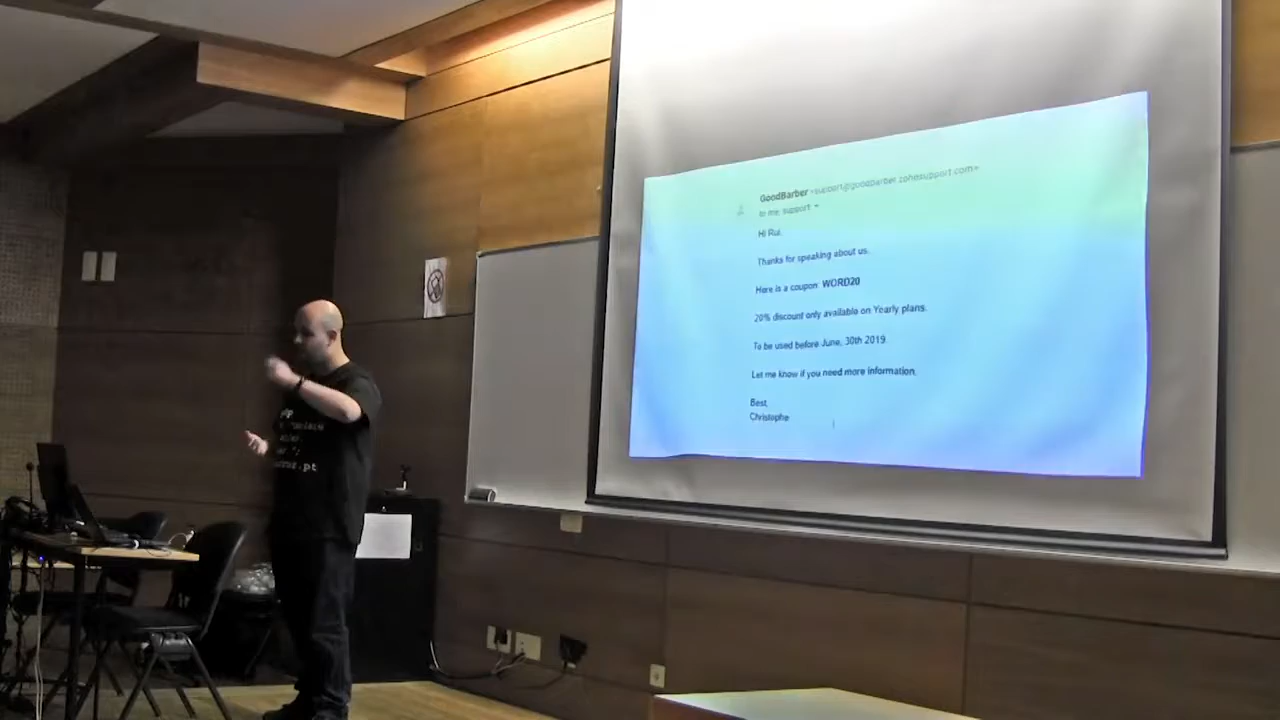 GoodBarber <support@goodbarber.zohosupport.com>
to me, support
Hi Rui,
Thanks for speaking about us.
Here is a coupon: WORD20
20% discount only available on Yearly plans.
To be used before June, 30th 2019.
Let me know if you need more information.
Best,
Christophe
.pt